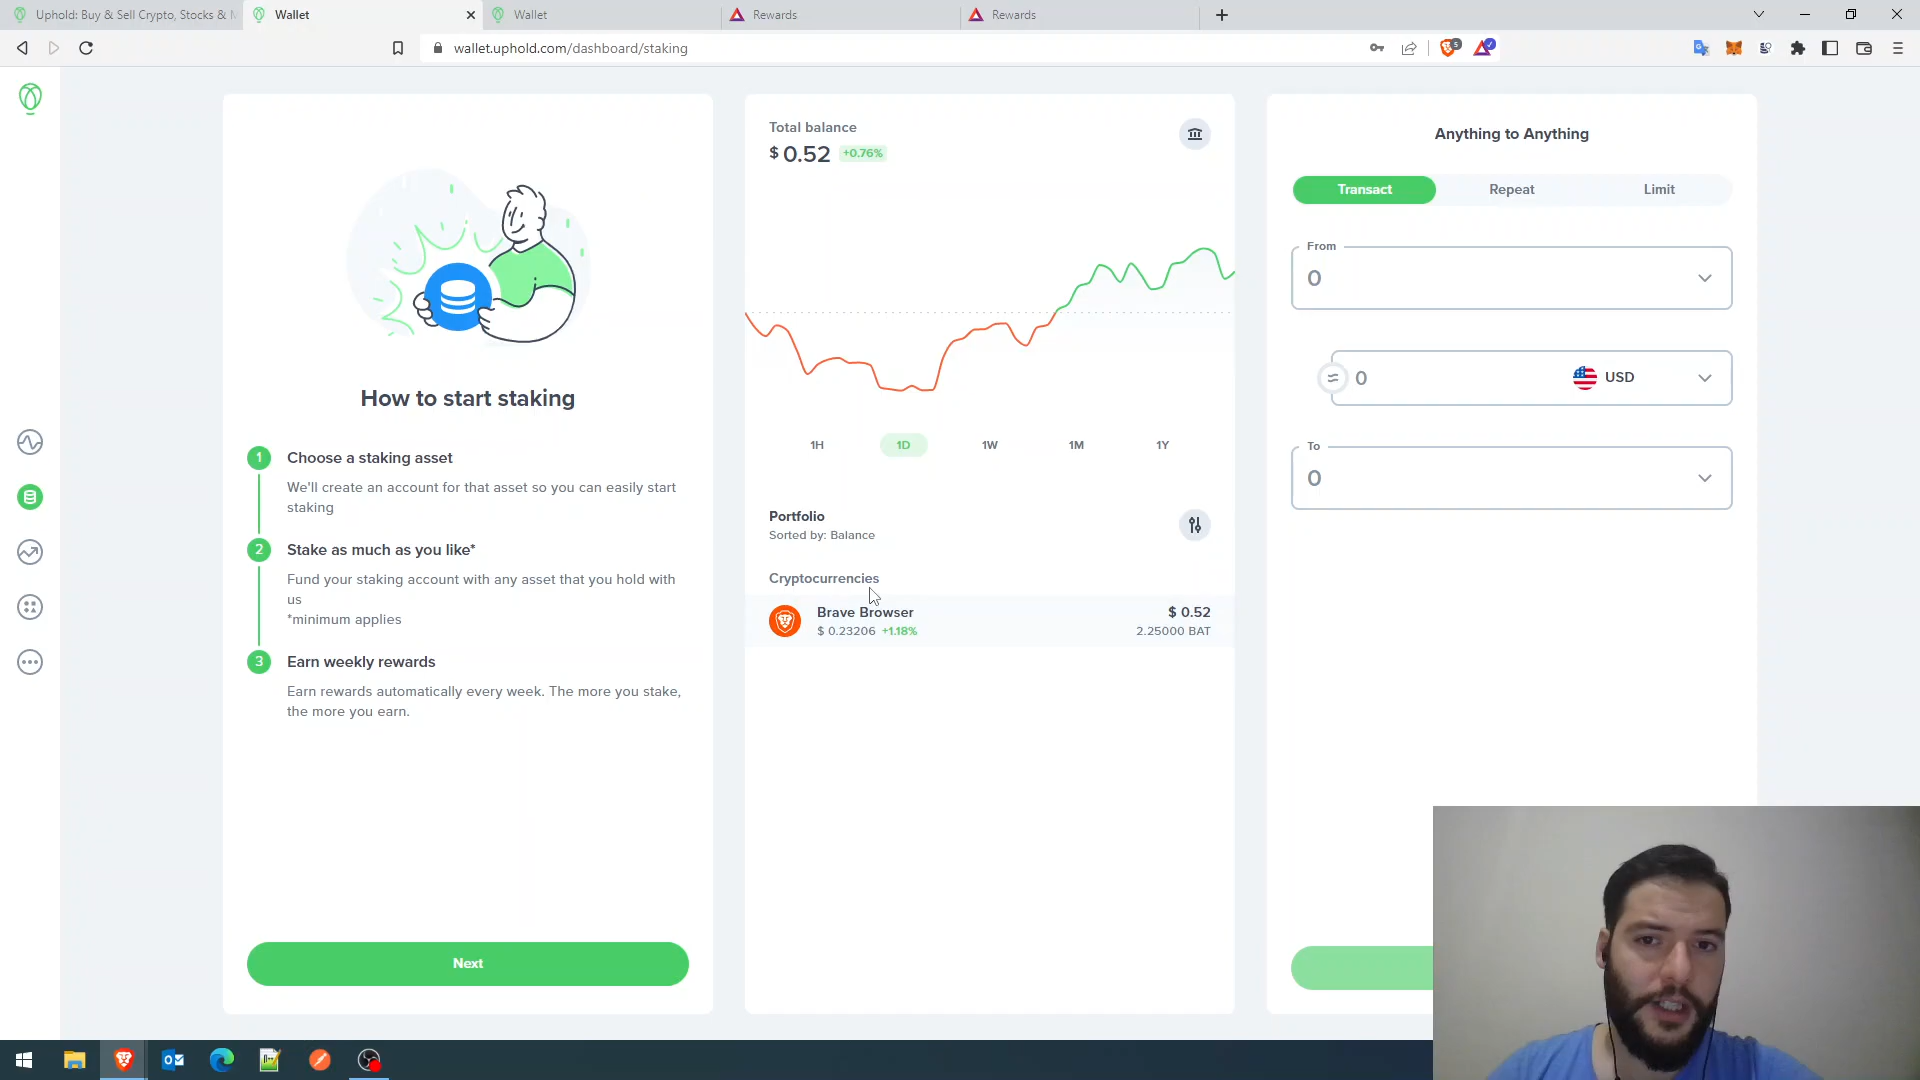 Uphold: Buy & Sell Crypto, Stocks &
Wallet
Wallet
Rewards
Rewards
wallet.uphold.com/dashboard/staking
How to start staking
1
Choose a staking asset
We'll create an account for that asset so you can easily start
staking
2
Stake as much as you like*
Fund your staking account with any asset that you hold with
us
*minimum applies
3
Earn weekly rewards
Earn rewards automatically every week. The more you stake,
the more you earn.
Next
Total balance
$ 0.52 +0.76%
1H 1D 1W 1M 1Y
Portfolio
Sorted by: Balance
Cryptocurrencies
Brave Browser $ 0.52
$ 0.23206 +1.18% 2.25000 BAT
Anything to Anything
Transact Repeat Limit
From
0
0 USD
To
0